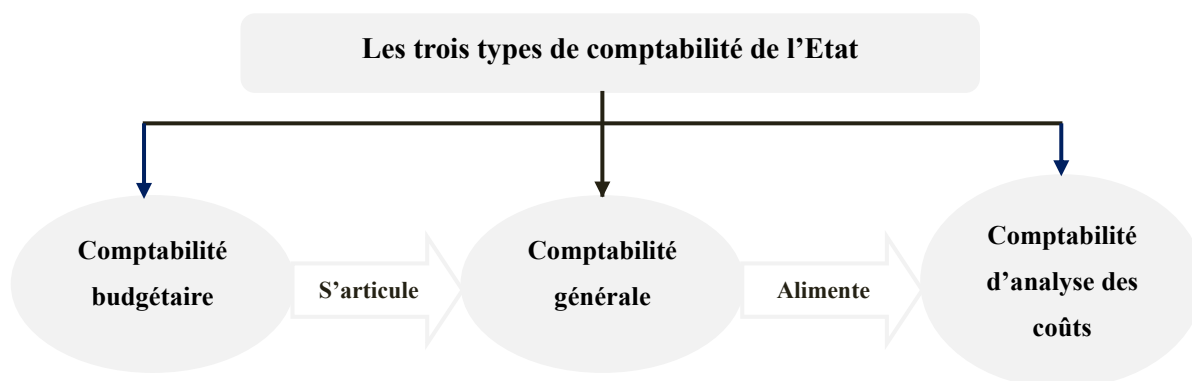 Les trois types de comptabilité de l’Etat
Comptabilité
budgétaire
S’articule
Comptabilité
générale
Alimente
Comptabilité
d’analyse des
coûts